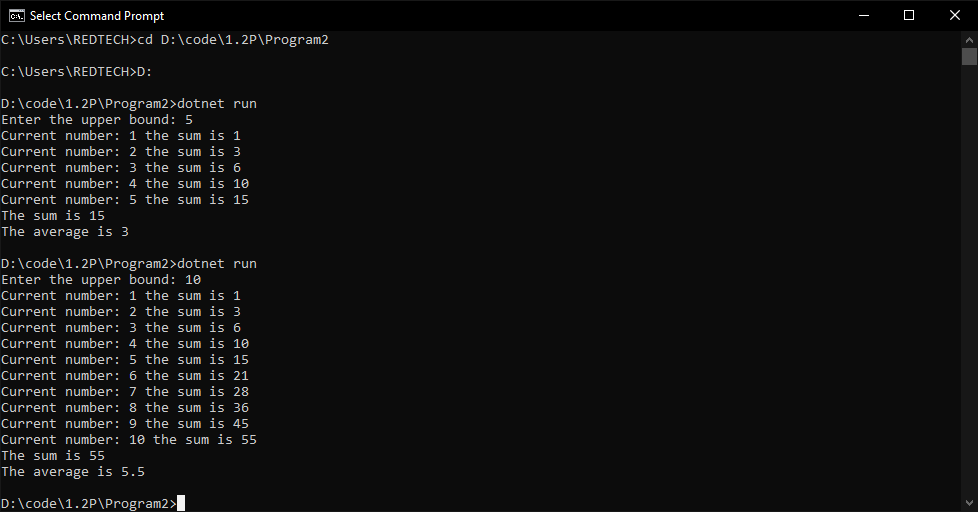 Select Command Prompt
C:\Users\REDTECH>cd D:\code\1.2P\Program2
C:\Users\REDTECH>D:
D:\code\1.2P\Program2>dotnet run
Enter the upper bound: 5
Current number: 1 the sum is 1
Current number: 2 the sum is 3
Current number: 3 the sum is 6
Current number: 4 the sum is 10
Current number: 5 the sum is 15
The sum is 15
The average is 3
D:\code\1.2P\Program2>dotnet run
Enter the upper bound: 10
Current number: 1 the sum is 1
Current number: 2 the sum is 3
Current number: 3 the sum is 6
Current number: 4 the sum is 10
Current number: 5 the sum is 15
Current number: 6 the sum is 21
Current number: 7 the sum is 28
Current number: 8 the sum is 36
Current number: 9 the sum is 45
Current number: 10 the sum is 55
The sum is 55
The average is 5.5
D:\code\1.2P\Program2>